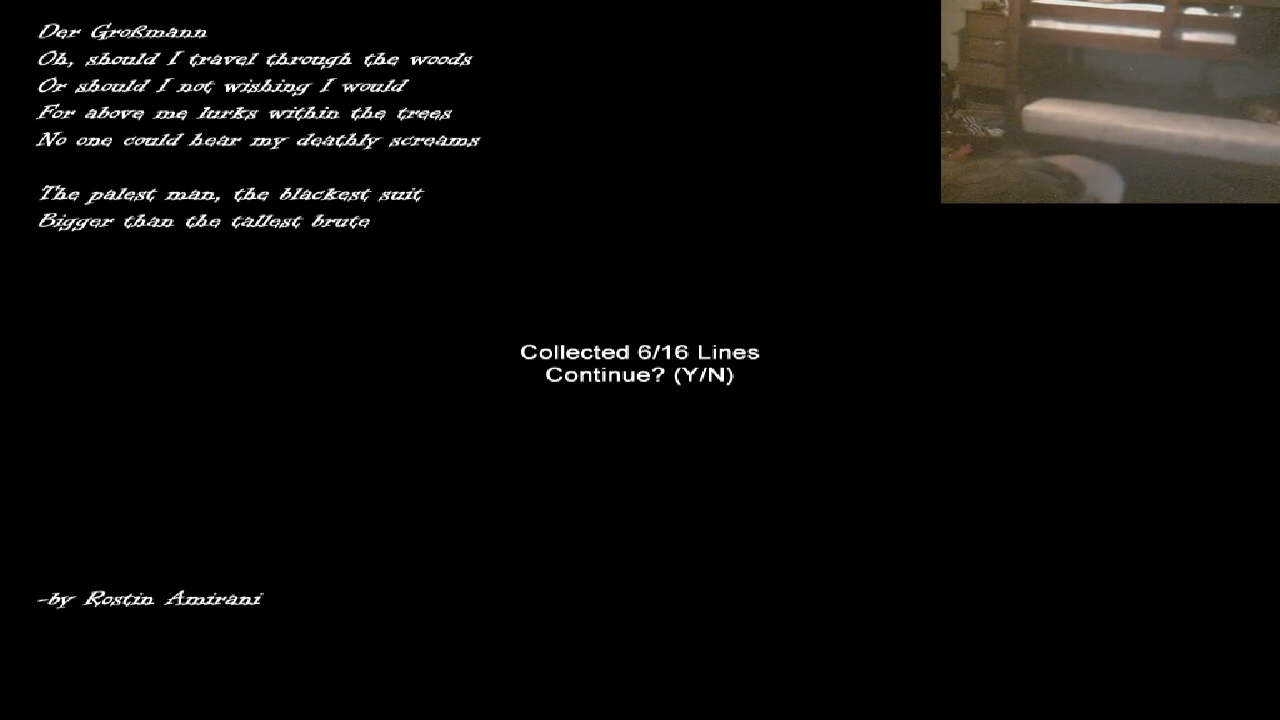 Der Großmann
Oh, should I travel through the woods
Or should I not wishing I would
For above me lurks within the trees
No one could hear my deathly screams
The palest man, the blackest suit
Bigger than the tallest brute
Collected 6/16 Lines
Continue? (Y/N)
-by Rostin Amirani